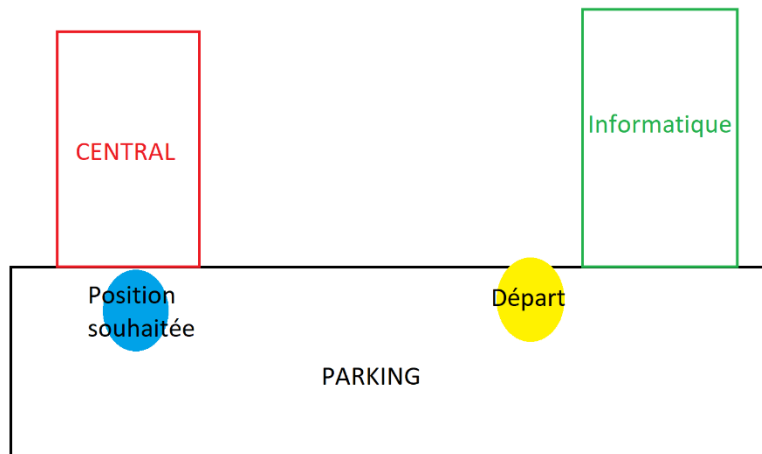 CENTRAL
Informatique
Position
souhaitée
Départ
PARKING